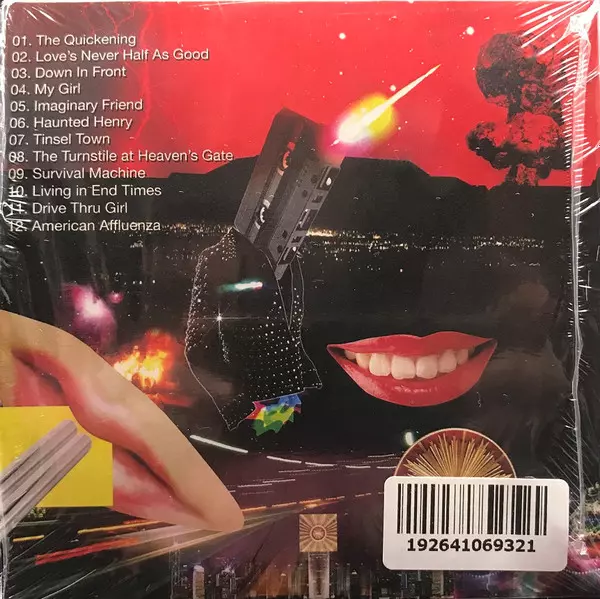 01. The Quickening
02. Love's Never Half As Good
03. Down In Front
04. My Girl
05. Imaginary Friend
06. Haunted Henry
07. Tinsel Town
08. The Turnstile at Heaven's Gate
09. Survival Machine
10. Living in End Times
11. Drive Thru Girl
12. American Affluenza
192641069321